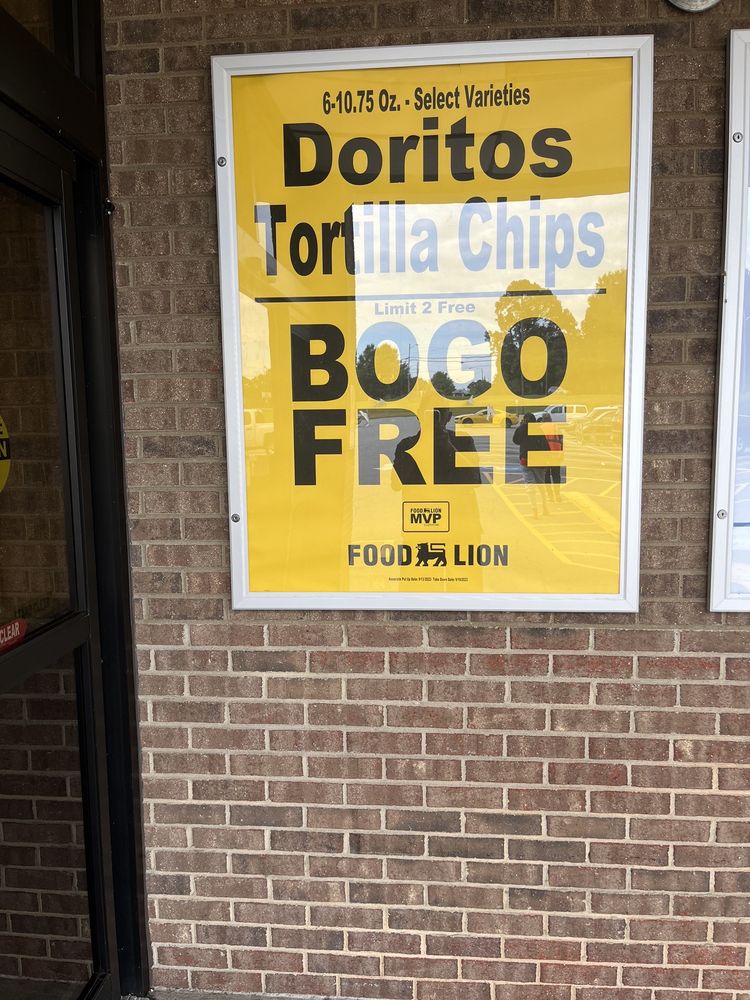 6-10.75 Oz. - Select Varieties
Doritos
Tortilla Chips
Limit 2 Free
BOGO
FREE
FOOD LION
MVP
FOOD LION
CLEAR